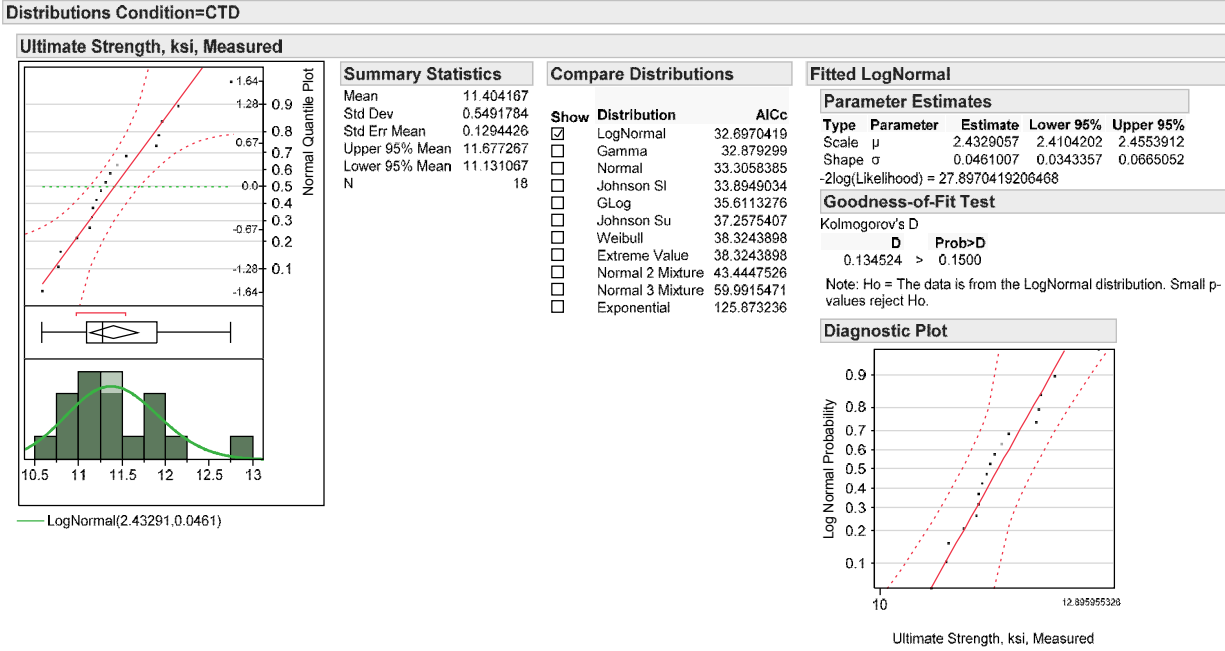 Distributions Condition=CTD
Ultimate Strength, ksi, Measured
-1.64
-1.28
-0.67
0.0
-0.67
-1.28
-1.64
0.9
0.8
0.7
0.6
0.5
0.4
0.3
0.2
0.1
Normal Quantile Plot
10.5 11 11.5 12 12.5 13
LogNormal(2.43291,0.0461)
Summary Statistics
Mean 11.404167
Std Dev 0.5491784
Std Err Mean 0.1294426
Upper 95% Mean 11.677267
Lower 95% Mean 11.131067
N 18
Compare Distributions
Show Distribution AICc
LogNormal 32.6970419
Gamma 32.879299
Normal 33.3058385
Johnson Sl 33.8949034
GLog 35.6113276
Johnson Su 37.2575407
Weibull 38.3243898
Extreme Value 38.3243898
Normal 2 Mixture 43.4447526
Normal 3 Mixture 59.9915471
Exponential 125.873236
Fitted LogNormal
Parameter Estimates
Type Parameter Estimate Lower 95% Upper 95%
Scale μ 2.4329057 2.4104202 2.4553912
Shape σ 0.0461007 0.0343357 0.0665052
-2log(Likelihood) = 27.8970419206468
Goodness-of-Fit Test
Kolmogorov's D
D Prob>D
0.134524 > 0.1500
Note: Ho = The data is from the LogNormal distribution. Small p-
values reject Ho.
Diagnostic Plot
Log Normal Probability
0.9
0.8
0.7
0.6
0.5
0.4
0.3
0.2
0.1
10 12.895955326
Ultimate Strength, ksi, Measured